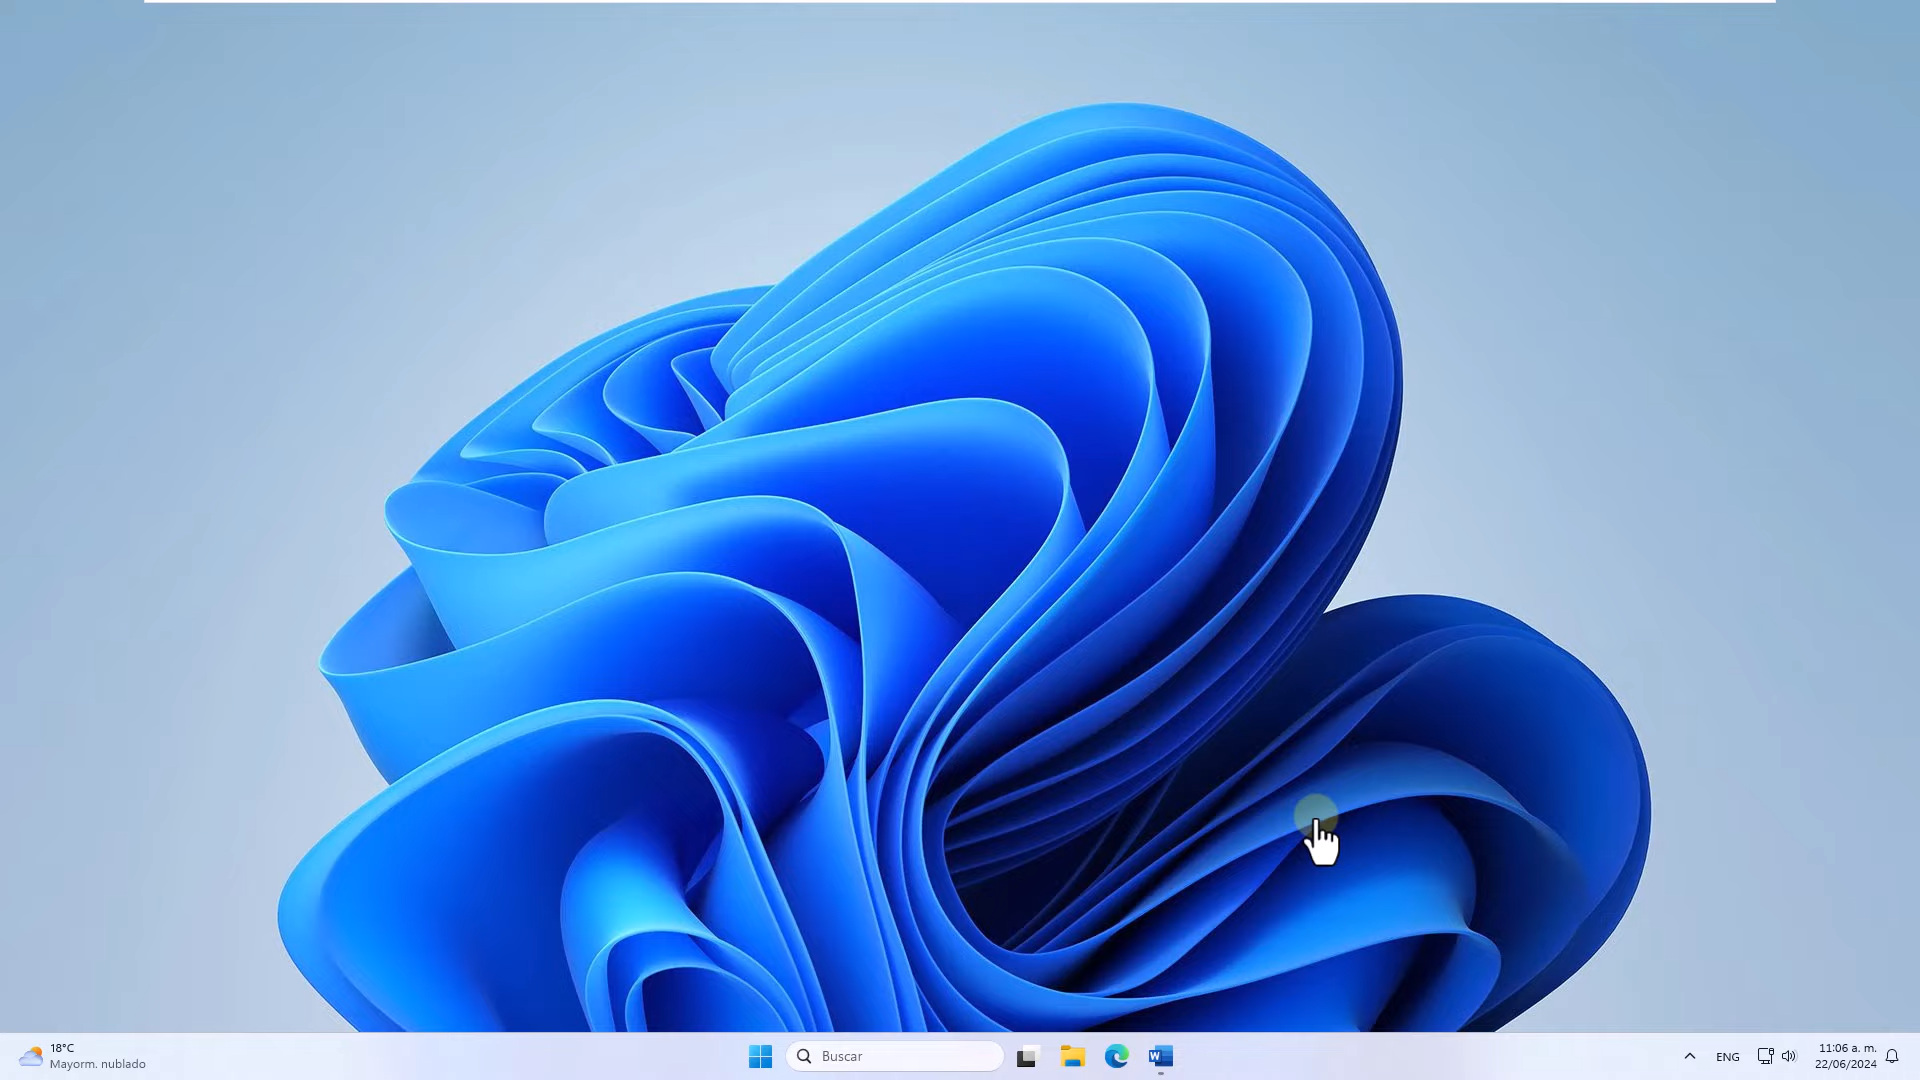 18°C
Mayorm. nublado
Buscar
W
ENG
11:06 a. m.
22/06/2024